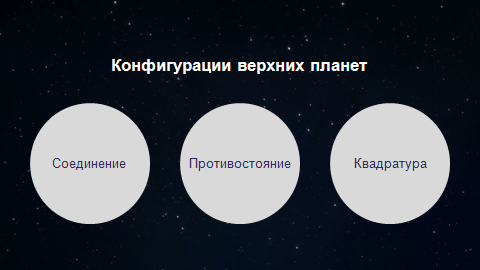 Конфигурации верхних планет
Соединение
Противостояние
Квадратура